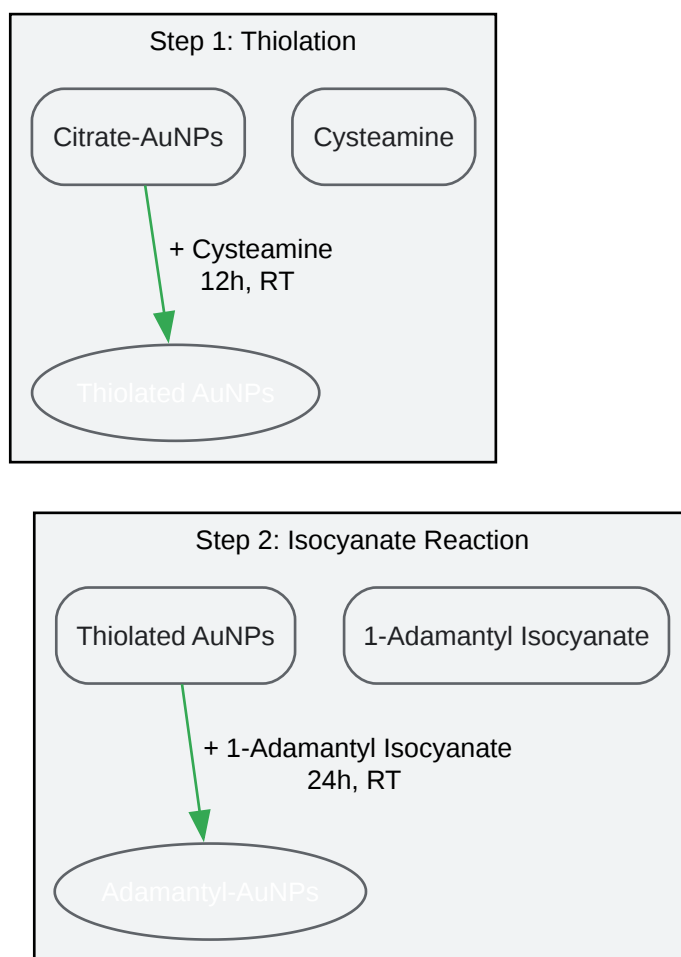 Step 1: Thiolation
Citrate-AuNPs
Cysteamine
+ Cysteamine
12h, RT
Thiolated AuNPs
Step 2: Isocyanate Reaction
Thiolated AuNPs
1-Adamantyl Isocyanate
+ 1-Adamantyl Isocyanate
24h, RT
Adamantyl-AuNPs